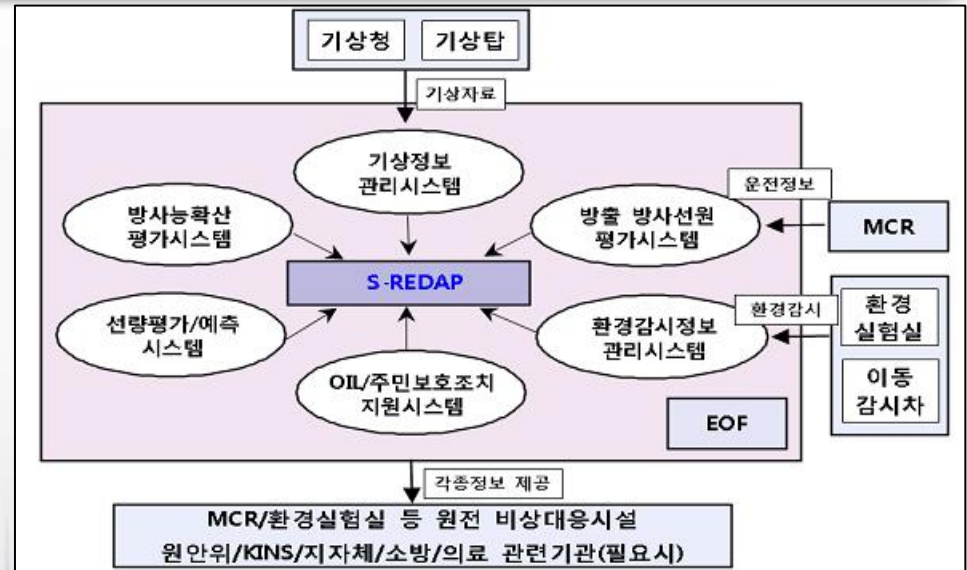 기상청 기상탑
기상자료
기상정보
관리시스템
운전정보
방사능확산
평가시스템
방출 방사선원
평가시스템
MCR
S-REDAP
환경감시
선량평가/예측
시스템
환경감시정보
관리시스템
환경
실험실
이동
감시차
OIL/주민보호조치
지원시스템
EOF
각종정보 제공
MCR/환경실험실 등 원전 비상대응시설
원안위/KINS/지자체/소방/의료 관련기관(필요시)